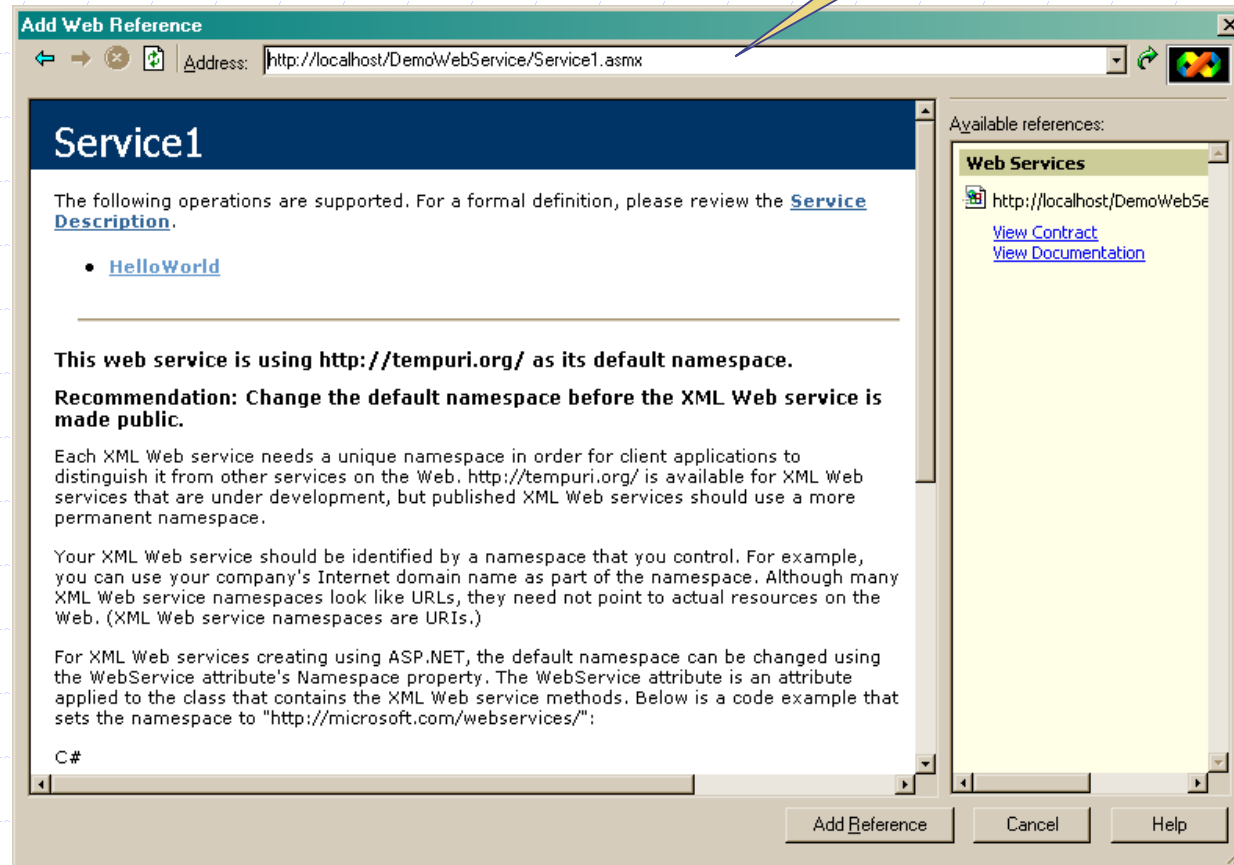 Add Web Reference
Address: http://localhost/DemoWebService/Service1.asmx
Service1
The following operations are supported. For a formal definition, please review the Service
Description.
• HelloWorld
This web service is using http://tempuri.org/ as its default namespace.
Recommendation: Change the default namespace before the XML Web service is
made public.
Each XML Web service needs a unique namespace in order for client applications to
distinguish it from other services on the Web. http://tempuri.org/ is available for XML Web
services that are under development, but published XML Web services should use a more
permanent namespace.
Your XML Web service should be identified by a namespace that you control. For example,
you can use your company's Internet domain name as part of the namespace. Although many
XML Web service namespaces look like URLs, they need not point to actual resources on the
Web. (XML Web service namespaces are URIs.)
For XML Web services creating using ASP.NET, the default namespace can be changed using
the WebService attribute's Namespace property. The WebService attribute is an attribute
applied to the class that contains the XML Web service methods. Below is a code example that
sets the namespace to "http://microsoft.com/webservices/":
C#
Available references:
Web Services
http://localhost/DemoWebSe
View Contract
View Documentation
Add Reference
Cancel
Help